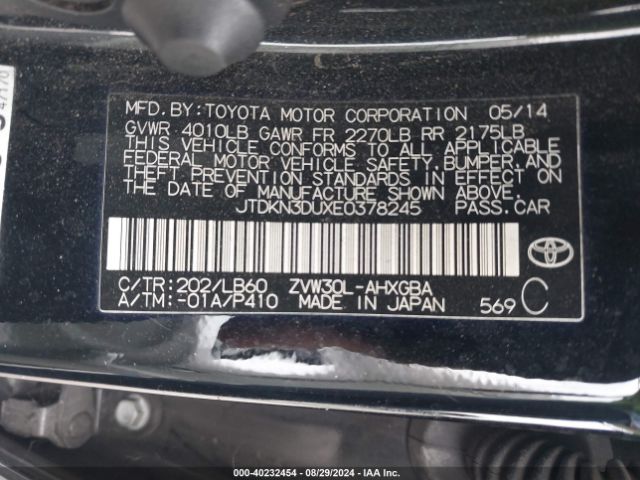 MFD. BY: TOYOTA MOTOR CORPORATION 05/14
GVWR 4010LB GAWR FR 2270LB RR 2175LB
THIS VEHICLE CONFORMS TO ALL APPLICABLE
FEDERAL MOTOR VEHICLE SAFETY, BUMPER, AND
THEFT PREVENTION STANDARDS IN EFFECT ON
THE DATE OF MANUFACTURE SHOWN ABOVE.
JTDKN3DUXE0378245 PASS. CAR
C/TR: 202/LB60 ZVW30L-AHXGBA
A/TM: -01A/P410 MADE IN JAPAN 569 C
TOYOTA
000-40232454 - 08/29/2024 - IAA Inc.